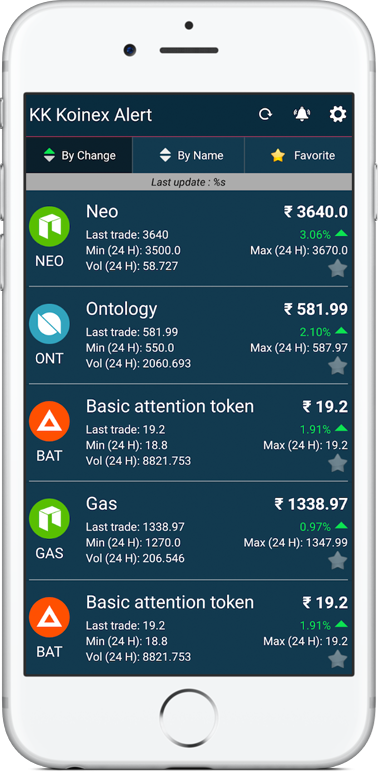 KK Koinex Alert
By Change By Name Favorite
Last update : %s
Neo ₹ 3640.0
Last trade: 3640 3.06%
Min (24 H): 3500.0 Max (24 H): 3670.0
NEO Vol (24 H): 58.727
Ontology ₹ 581.99
Last trade: 581.99 2.10%
Min (24 H): 550.0 Max (24 H): 587.97
ONT Vol (24 H): 2060.693
Basic attention token ₹ 19.2
Last trade: 19.2 1.91%
Min (24 H): 18.8 Max (24 H): 19.2
BAT Vol (24 H): 8821.753
Gas ₹ 1338.97
Last trade: 1338.97 0.97%
Min (24 H): 1270.0 Max (24 H): 1347.99
GAS Vol (24 H): 206.546
Basic attention token ₹ 19.2
Last trade: 19.2 1.91%
Min (24 H): 18.8 Max (24 H): 19.2
BAT Vol (24 H): 8821.753